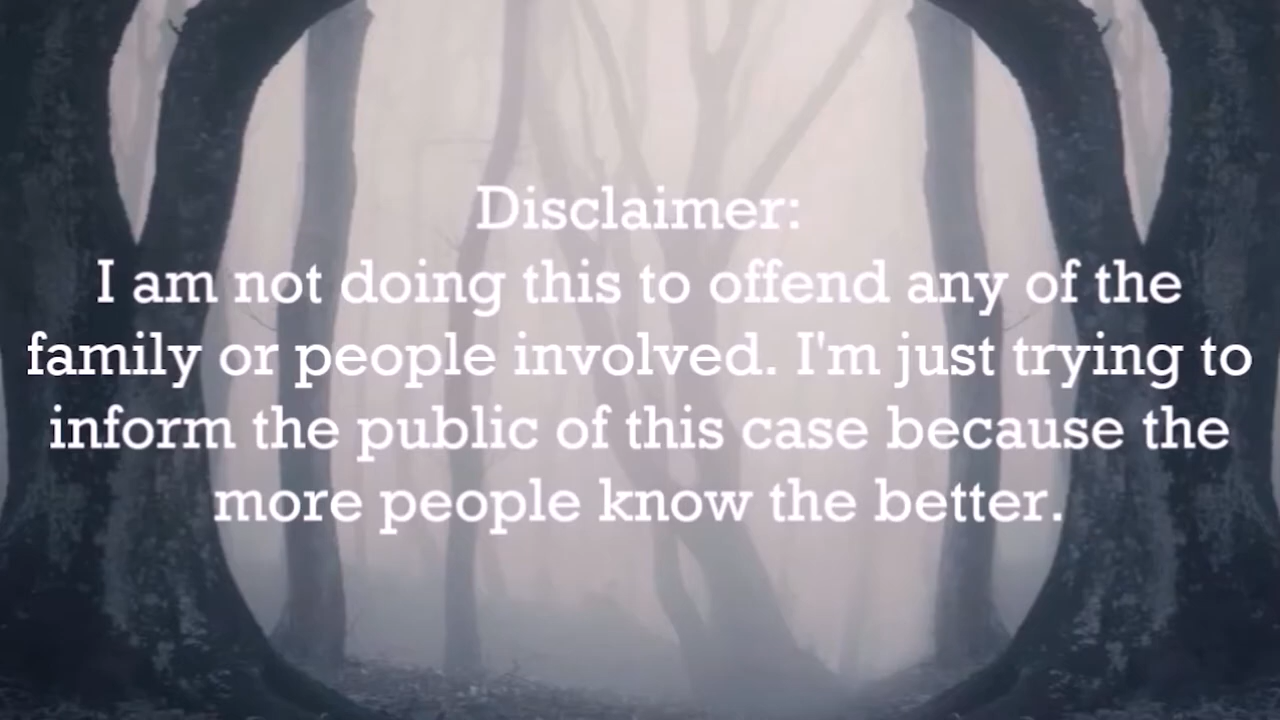 Disclaimer:
I am not doing this to offend any of the
family or people involved. I'm just trying to
inform the public of this case because the
more people know the better.